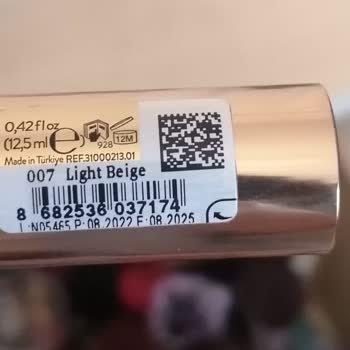 0,42 fl oz
(12,5 ml) e 928 12M
Made in Türkiye REF.31000213.01
007 Light Beige
8 682536 037174
L:N05465 P:08.2022 E:08.2025